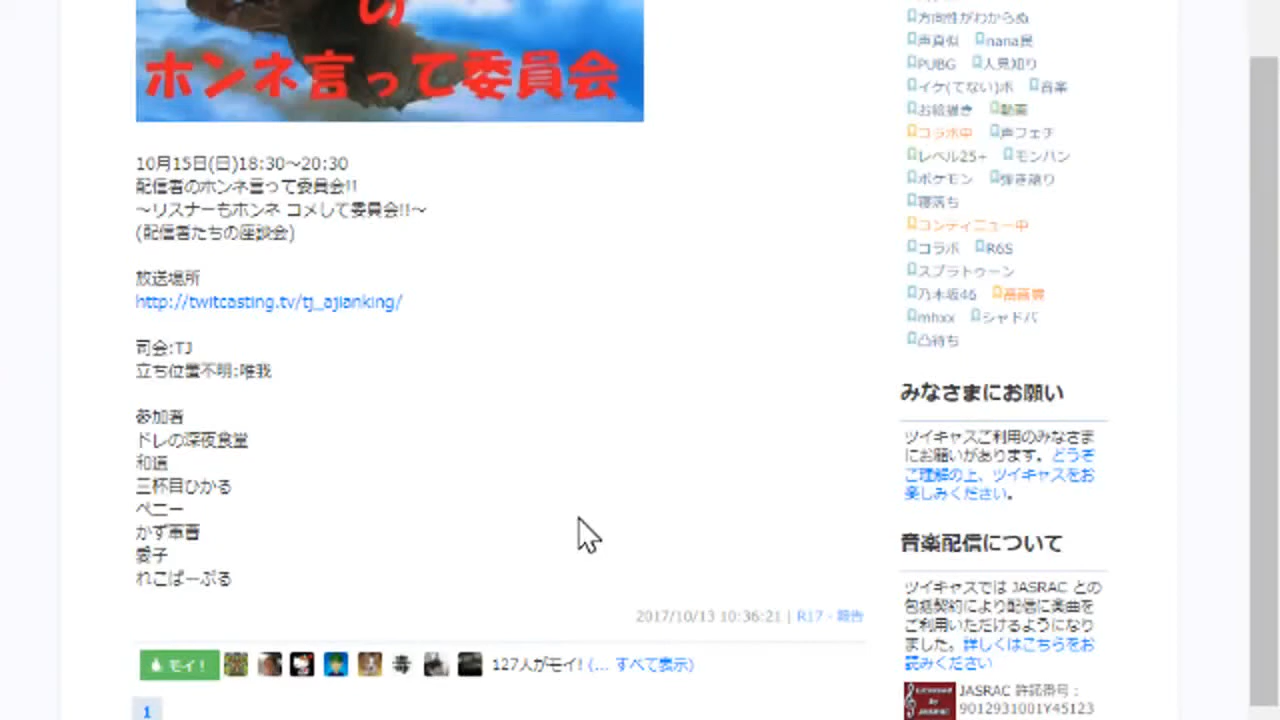 の
ホンネ言って委員会
10月15日(日)18:30～20:30
配信者のホンネ言って委員会!!
～リスナーもホンネ コメして委員会!!～
(配信者たちの座談会)
放送場所
http://twitcasting.tv/tj_ajianking/
司会:TJ
立ち位置不明:唯我
参加者
ドレの深夜食堂
和道
三杯目ひかる
ペニー
かず軍曹
愛子
れこぱーぷる
2017/10/13 10:36:21 | R17 - 報告
モイ!
127人がモイ! (... すべて表示)
1
方向性がわからぬ
声真似 nana民
PUBG 人見知り
イケ(てない)ボ 音楽
お絵描き 動画
コラボ中 声フェチ
レベル25+ モンハン
ポケモン 弾き語り
寝落ち
コンティニュー中
コラボ R6S
スプラトゥーン
乃木坂46 高画質
mhxx シャドバ
凸待ち
みなさまにお願い
ツイキャスご利用のみなさま
にお願いがあります。どうぞ
ご理解の上、ツイキャスをお
楽しみください。
音楽配信について
ツイキャスでは JASRAC との
包括契約により配信に楽曲を
ご利用いただけるようになり
ました。詳しくはこちらをお
読みください
JASRAC 許諾番号：
9012931001Y45123